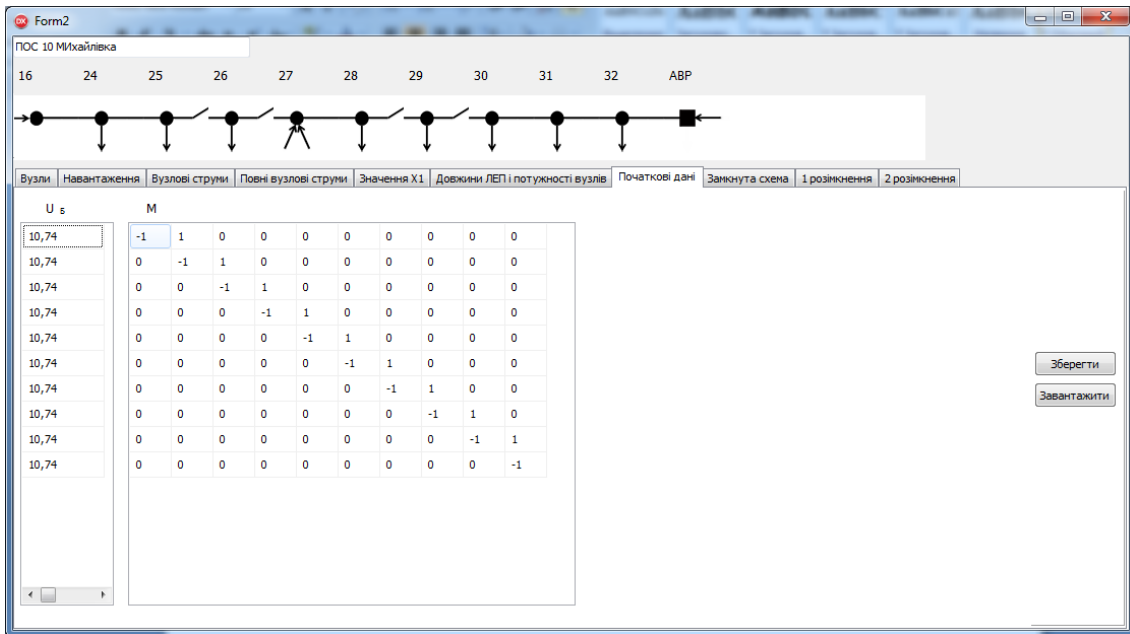 Form2
ПОС 10 МИхайлівка
16 24 25 26 27 28 29 30 31 32 АВР
Вузли Навантаження Вузлові струми Повні вузлові струми Значення X1 Довжини ЛЕП і потужності вузлів Початкові дані Замкнута схема 1 розімкнення 2 розімкнення
U б M
10,74 -1 1 0 0 0 0 0 0 0 0
10,74 0 -1 1 0 0 0 0 0 0 0
10,74 0 0 -1 1 0 0 0 0 0 0
10,74 0 0 0 -1 1 0 0 0 0 0
10,74 0 0 0 0 -1 1 0 0 0 0
10,74 0 0 0 0 0 -1 1 0 0 0
10,74 0 0 0 0 0 0 -1 1 0 0
10,74 0 0 0 0 0 0 0 -1 1 0
10,74 0 0 0 0 0 0 0 0 -1 1
10,74 0 0 0 0 0 0 0 0 0 -1
Зберегти
Завантажити